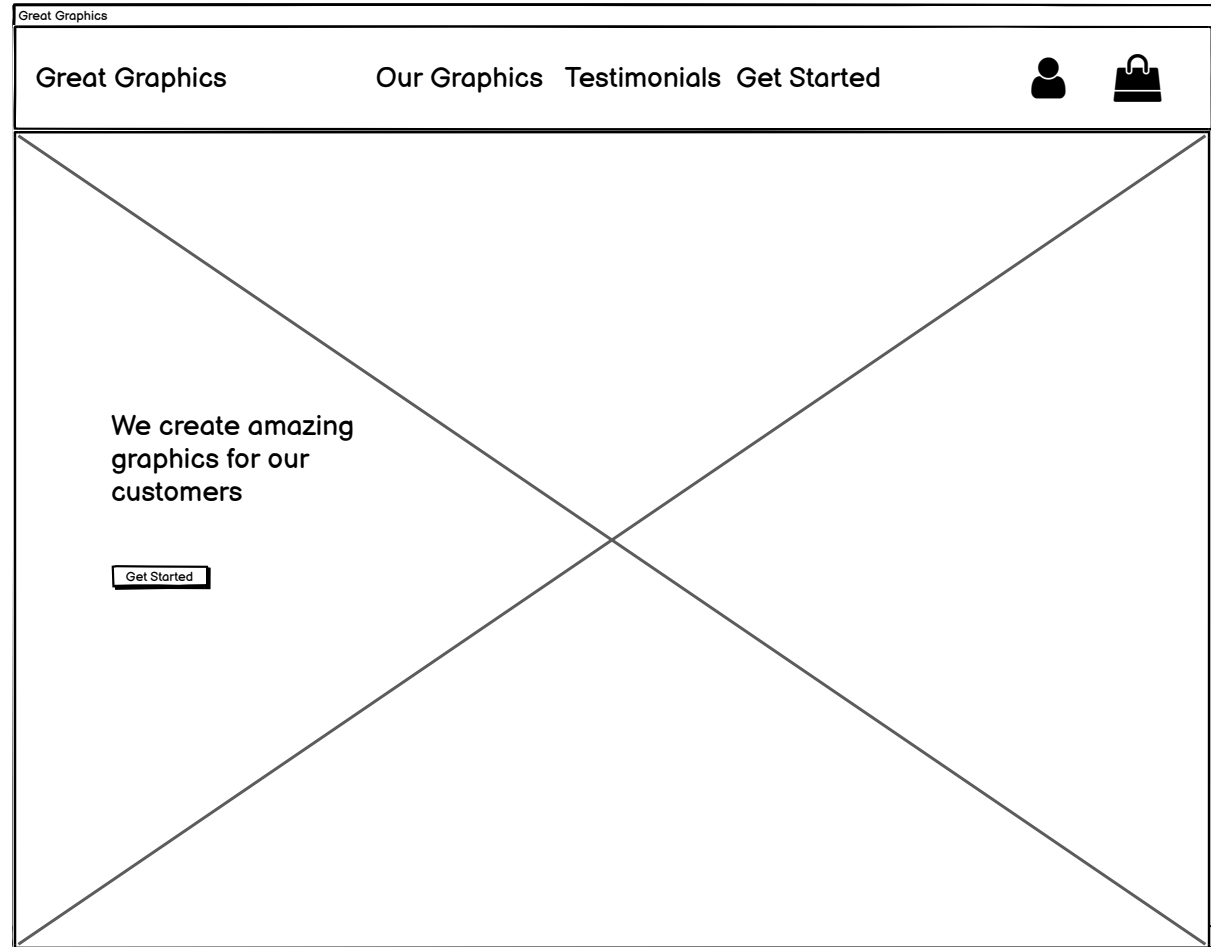 Great Graphics
Great Graphics Our Graphics Testimonials Get Started
We create amazing
graphics for our
customers
Get Started